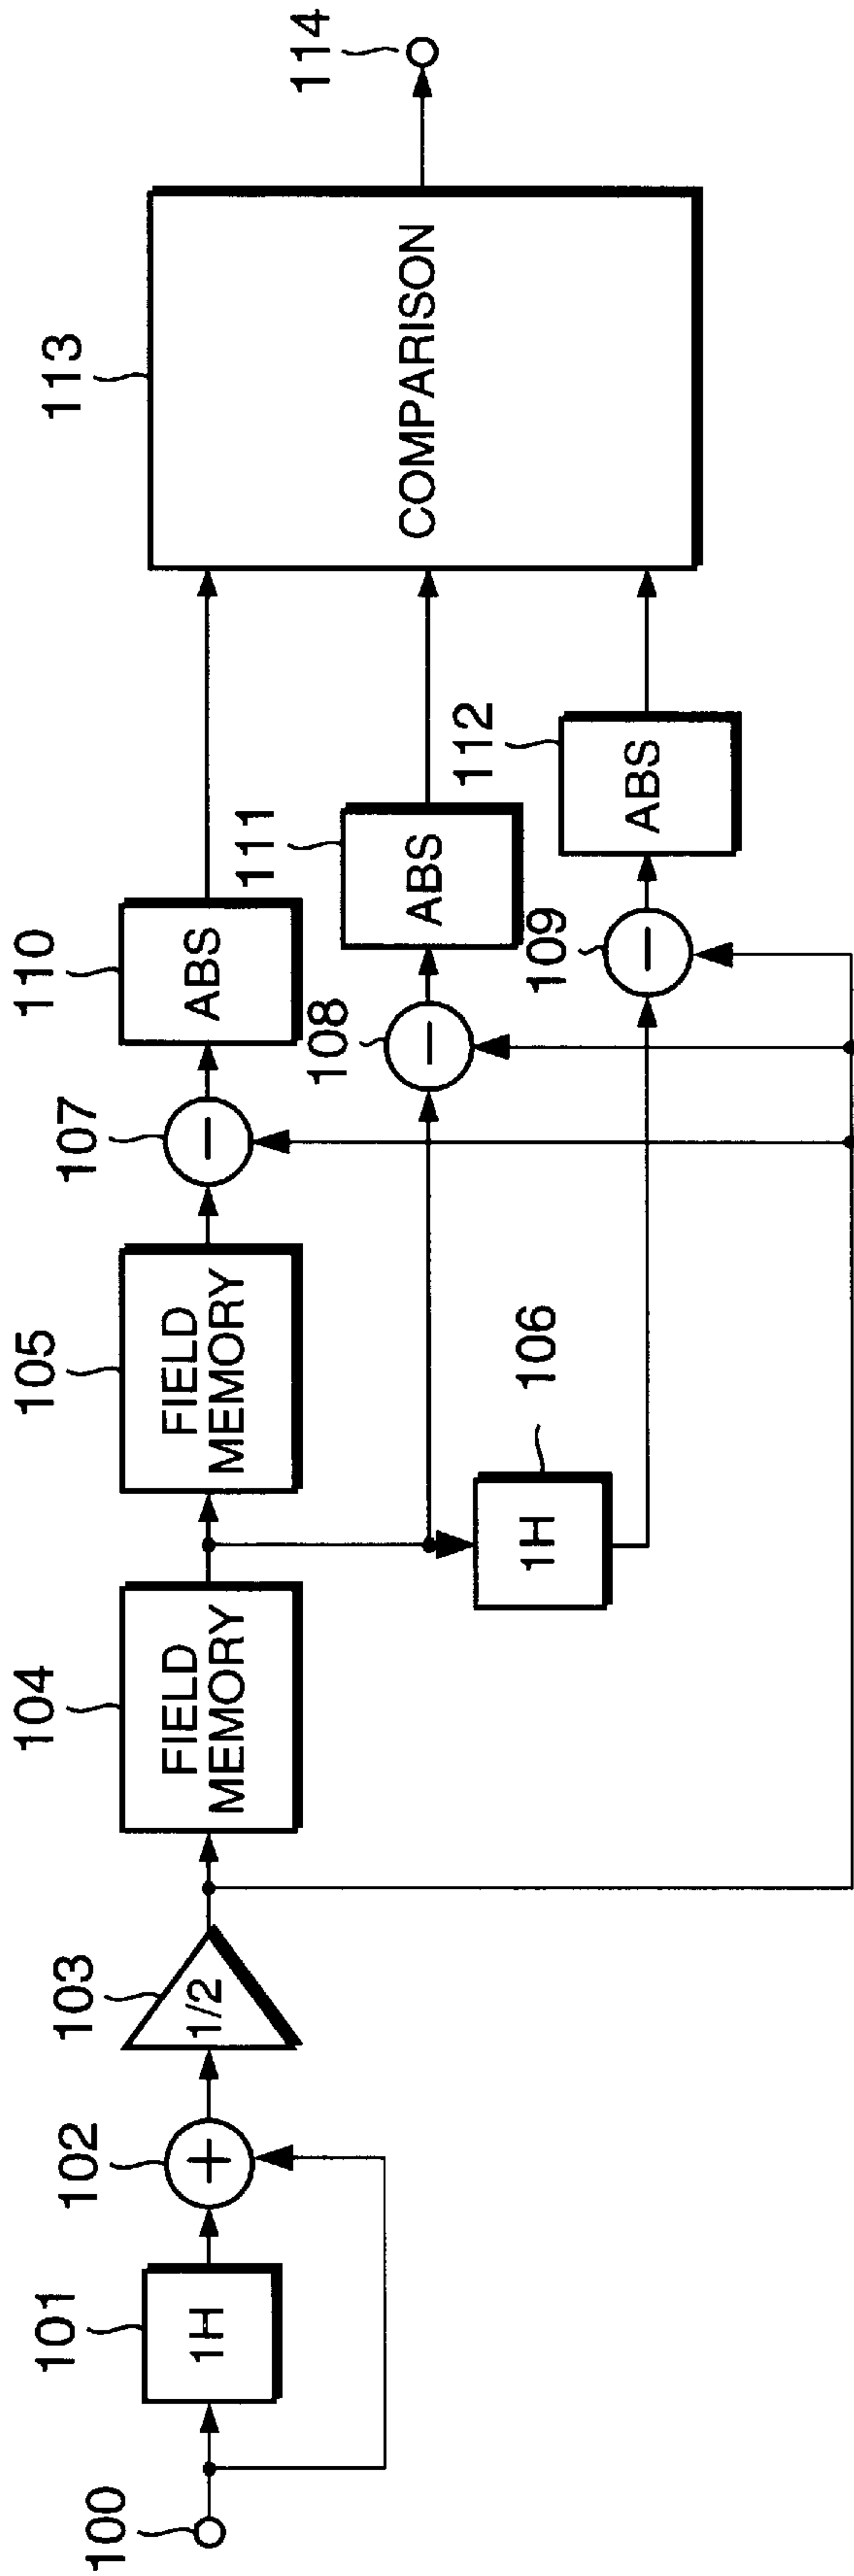 100
101
1H
102
+
103
1/2
104
FIELD
MEMORY
105
FIELD
MEMORY
106
1H
107
−
108
−
109
−
110
ABS
111
ABS
112
ABS
113
COMPARISON
114